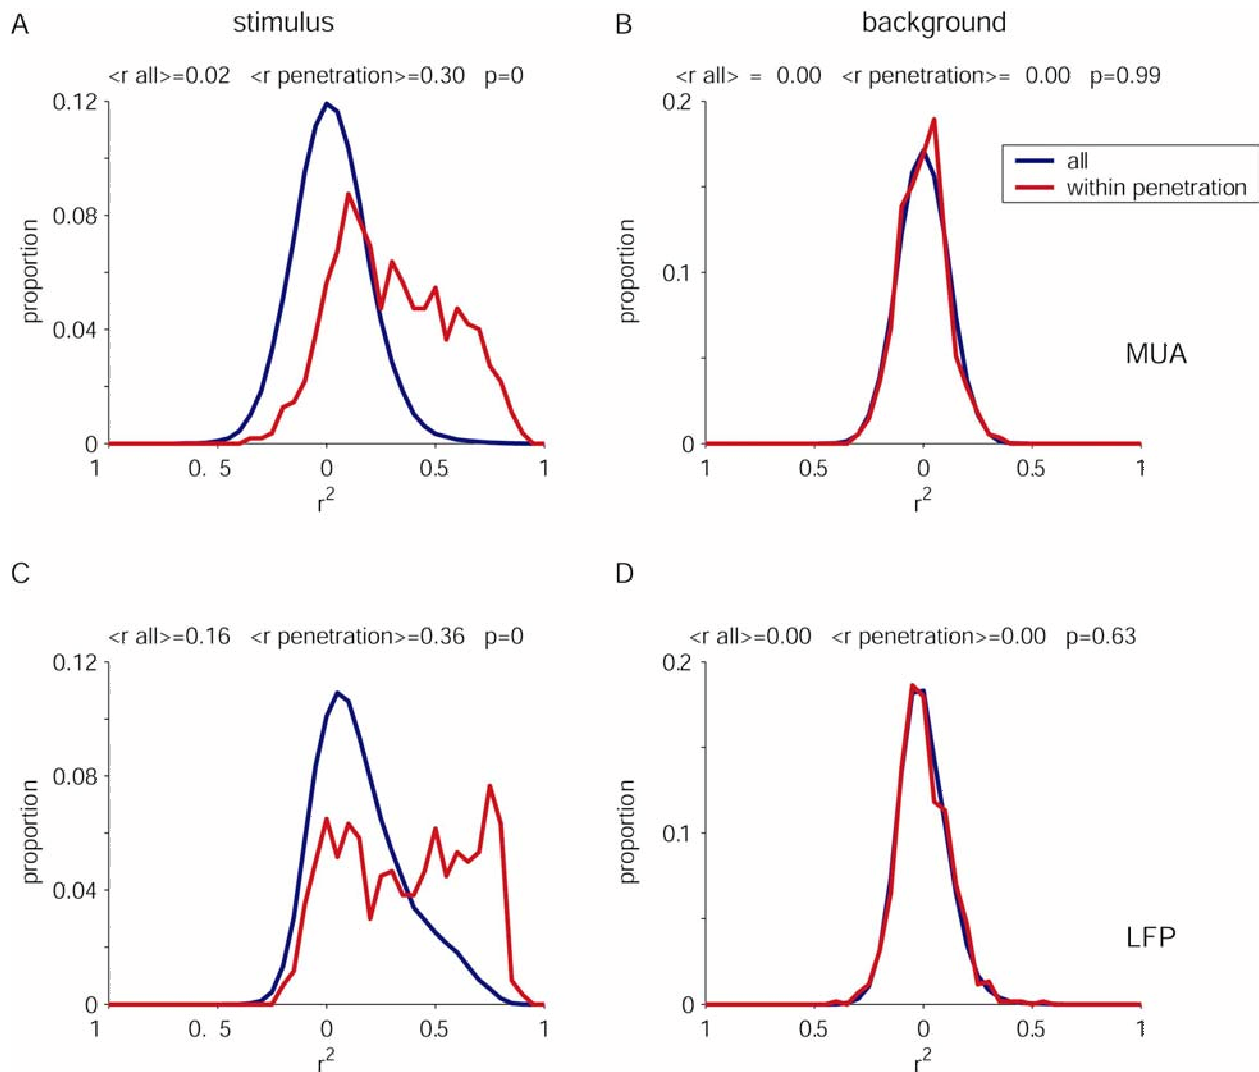 A stimulus
<r all>=0.02 <r penetration>=0.30 p=0
0.12
0.08
0.04
0
proportion
1 0. 5 0 0.5 1
r2
B background
<r all> = 0.00 <r penetration>= 0.00 p=0.99
0.2
0.1
0
proportion
all
within penetration
MUA
1 0.5 0 0.5 1
r2
C
<r all>=0.16 <r penetration>=0.36 p=0
0.12
0.08
0.04
0
proportion
1 0. 5 0 0.5 1
r2
D
<r all>=0.00 <r penetration>=0.00 p=0.63
0.2
0.1
0
proportion
LFP
1 0.5 0 0.5 1
r2